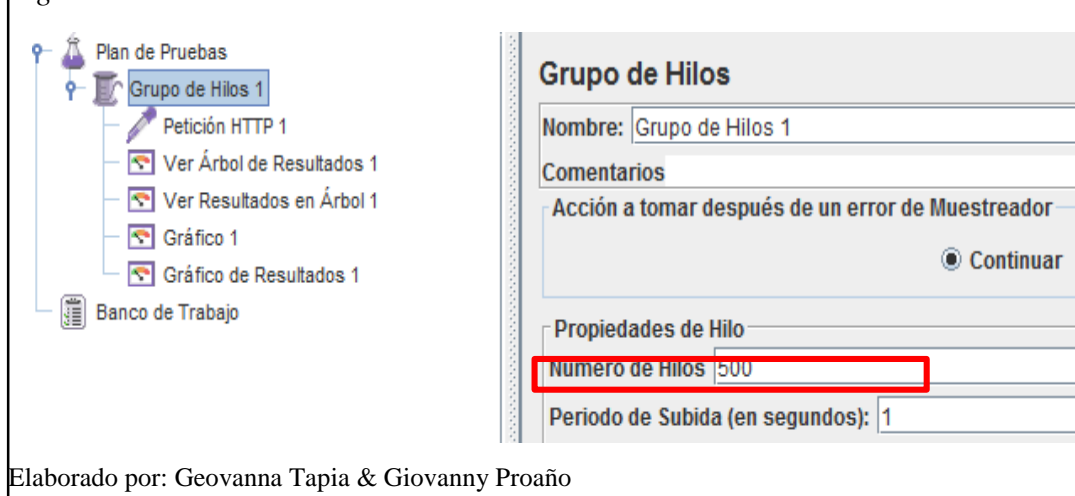 Plan de Pruebas
Grupo de Hilos 1
Petición HTTP 1
Ver Árbol de Resultados 1
Ver Resultados en Árbol 1
Gráfico 1
Gráfico de Resultados 1
Banco de Trabajo
Grupo de Hilos
Nombre: Grupo de Hilos 1
Comentarios
Acción a tomar después de un error de Muestreador
Continuar
Propiedades de Hilo
Número de Hilos 500
Periodo de Subida (en segundos): 1
Elaborado por: Geovanna Tapia & Giovanny Proaño